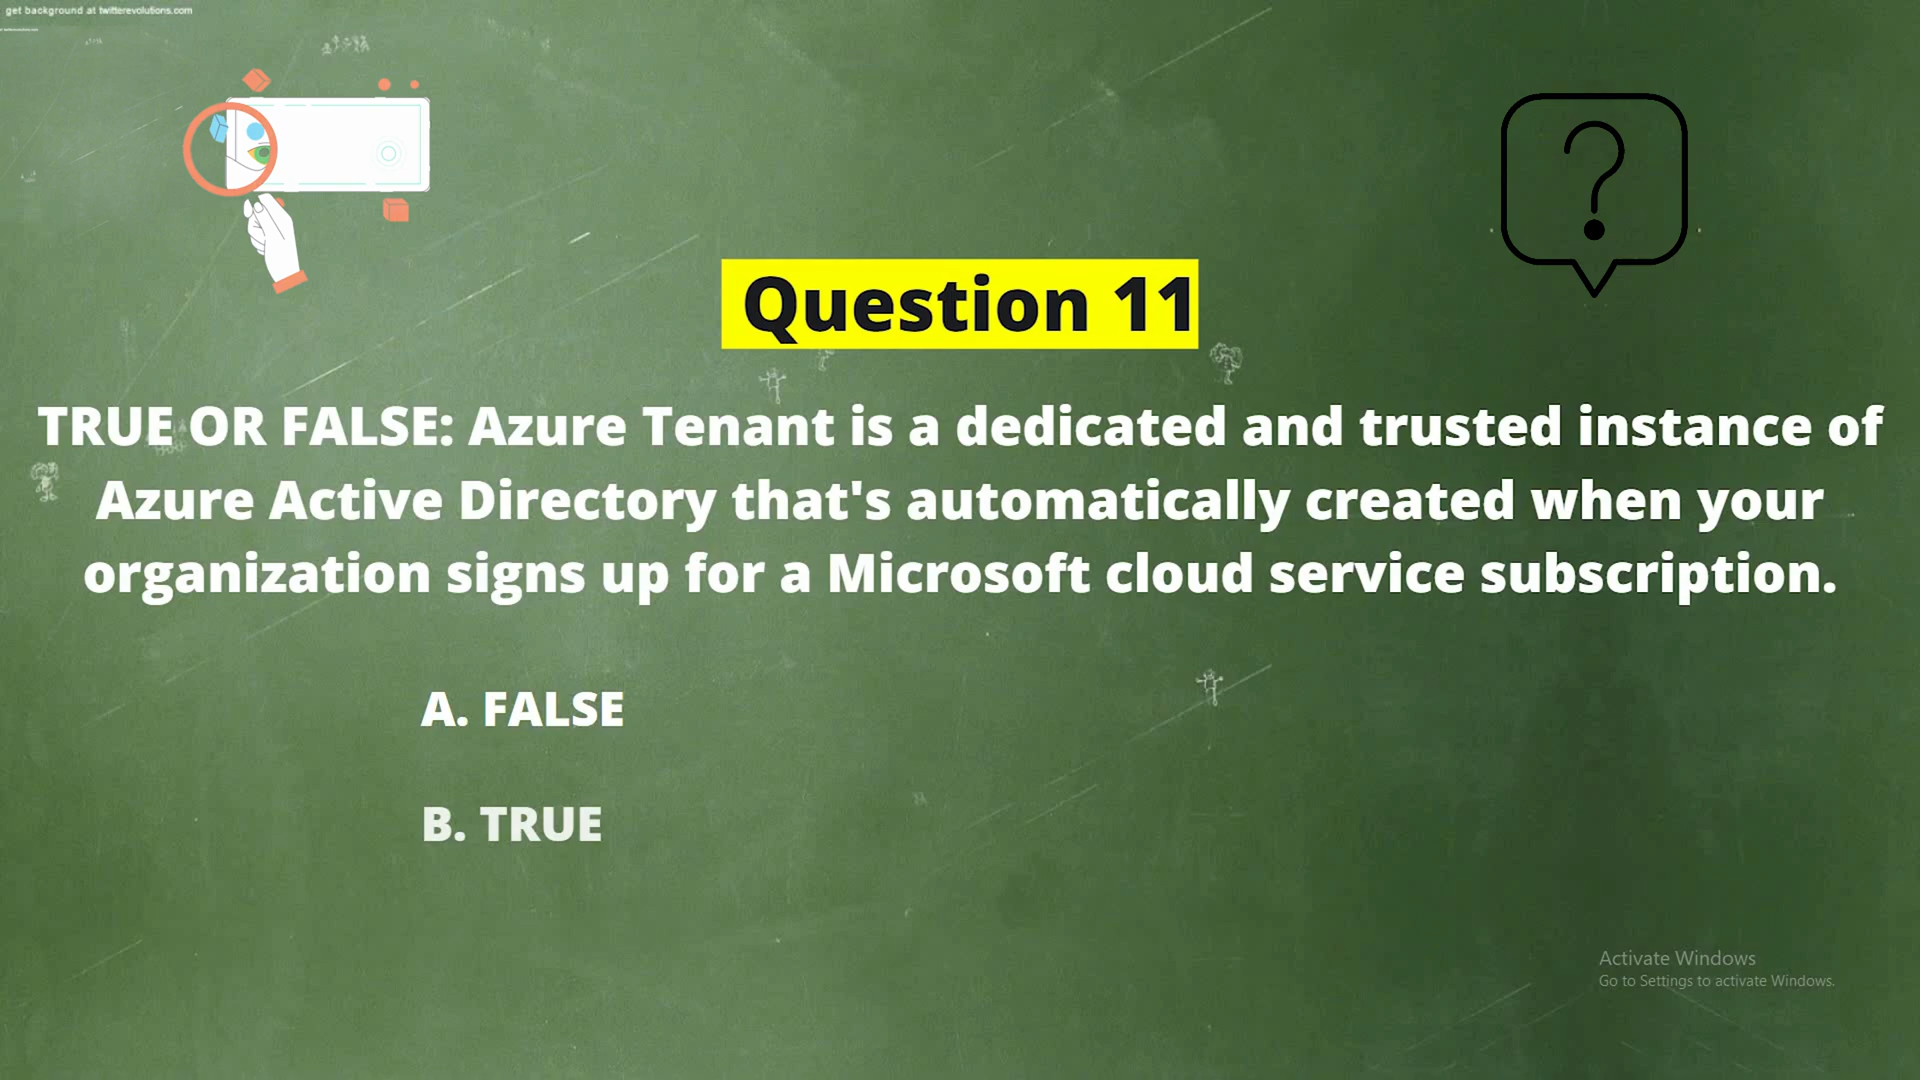 get background at twitterevolutions.com
Question 11
TRUE OR FALSE: Azure Tenant is a dedicated and trusted instance of
Azure Active Directory that's automatically created when your
organization signs up for a Microsoft cloud service subscription.
A. FALSE
B. TRUE
Activate Windows
Go to Settings to activate Windows.